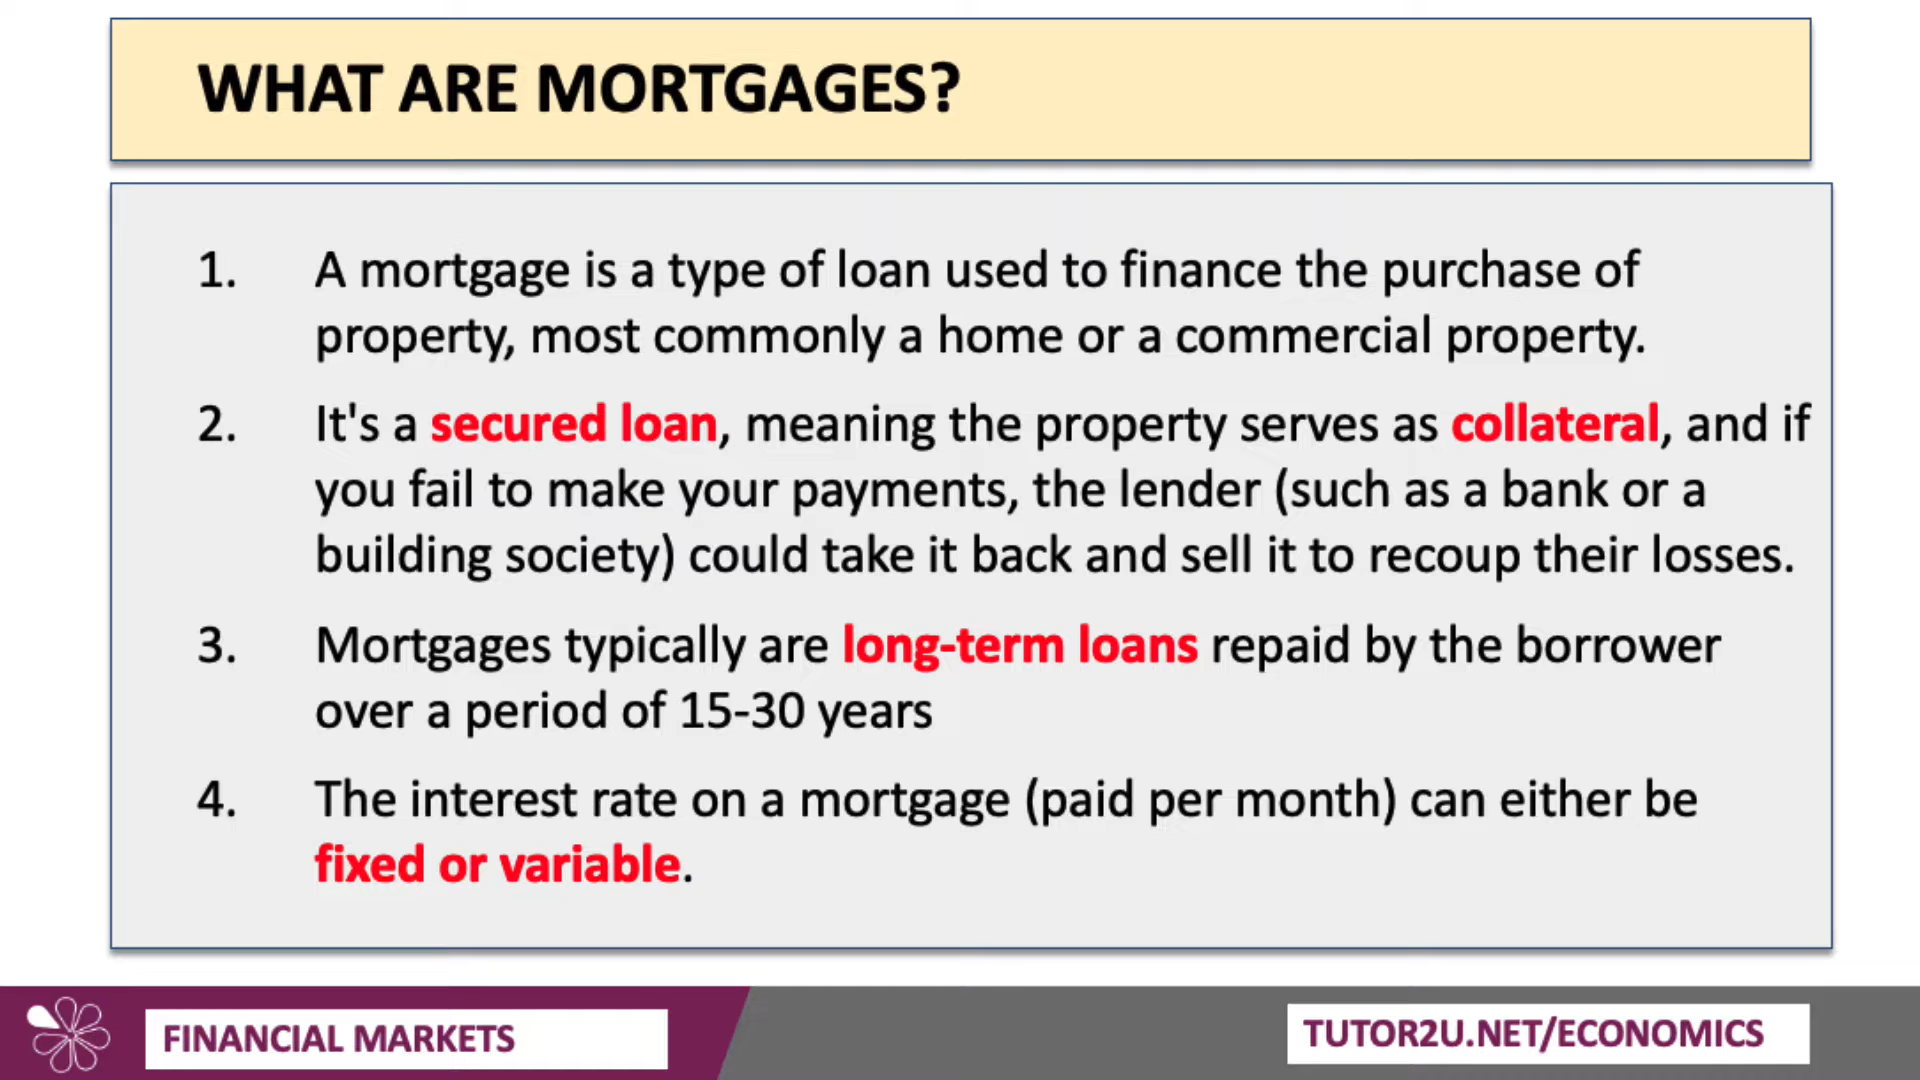 WHAT ARE MORTGAGES?
1. A mortgage is a type of loan used to finance the purchase of
property, most commonly a home or a commercial property.
2. It's a secured loan, meaning the property serves as collateral, and if
you fail to make your payments, the lender (such as a bank or a
building society) could take it back and sell it to recoup their losses.
3. Mortgages typically are long-term loans repaid by the borrower
over a period of 15-30 years
4. The interest rate on a mortgage (paid per month) can either be
fixed or variable.
FINANCIAL MARKETS
TUTOR2U.NET/ECONOMICS